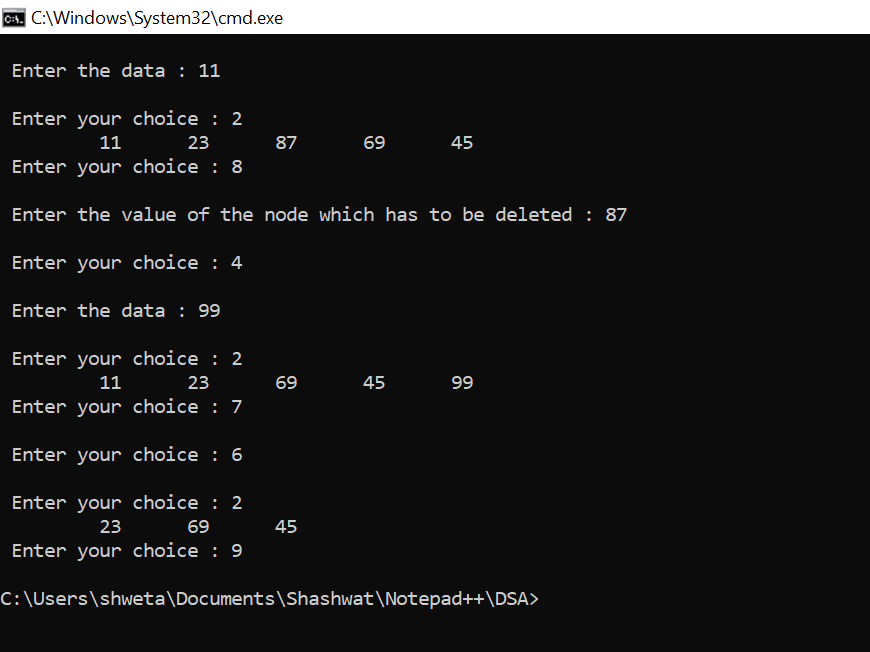 C:\Windows\System32\cmd.exe
Enter the data : 11
Enter your choice : 2
11 23 87 69 45
Enter your choice : 8
Enter the value of the node which has to be deleted : 87
Enter your choice : 4
Enter the data : 99
Enter your choice : 2
11 23 69 45 99
Enter your choice : 7
Enter your choice : 6
Enter your choice : 2
23 69 45
Enter your choice : 9
C:\Users\shweta\Documents\Shashwat\Notepad++\DSA>